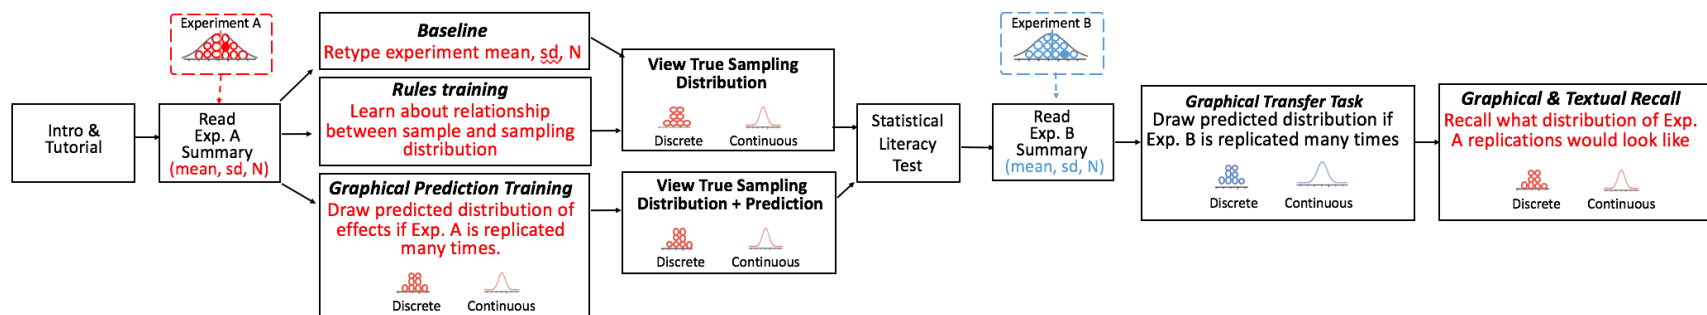 Intro &
Tutorial
Experiment A
Read
Exp. A
Summary
(mean, sd, N)
Baseline
Retype experiment mean, sd, N
Rules training
Learn about relationship
between sample and sampling
distribution
Graphical Prediction Training
Draw predicted distribution of
effects if Exp. A is replicated
many times.
Discrete
Continuous
View True Sampling
Distribution
Discrete
Continuous
View True Sampling
Distribution + Prediction
Discrete
Continuous
Statistical
Literacy
Test
Experiment B
Read
Exp. B
Summary
(mean, sd, N)
Graphical Transfer Task
Draw predicted distribution if
Exp. B is replicated many times
Discrete
Continuous
Graphical & Textual Recall
Recall what distribution of Exp.
A replications would look like
Discrete
Continuous